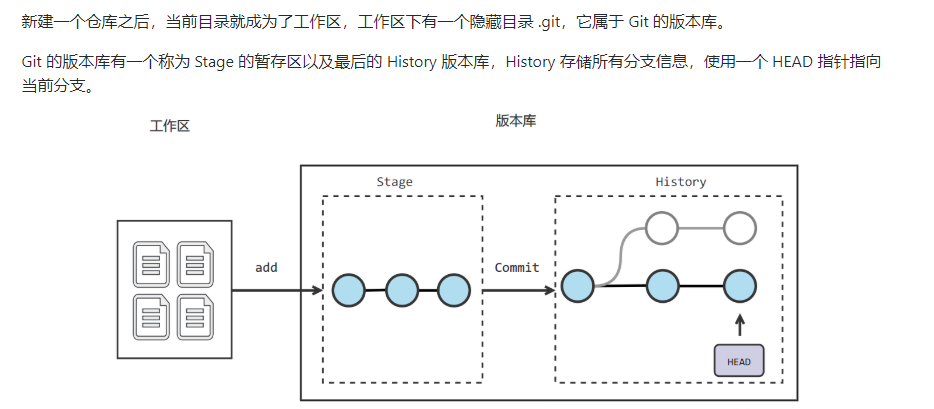 新建一个仓库之后，当前目录就成为了工作区，工作区下有一个隐藏目录 .git，它属于 Git 的版本库。
Git 的版本库有一个称为 Stage 的暂存区以及最后的 History 版本库，History 存储所有分支信息，使用一个 HEAD 指针指向
当前分支。
工作区
版本库
Stage
History
add
Commit
HEAD